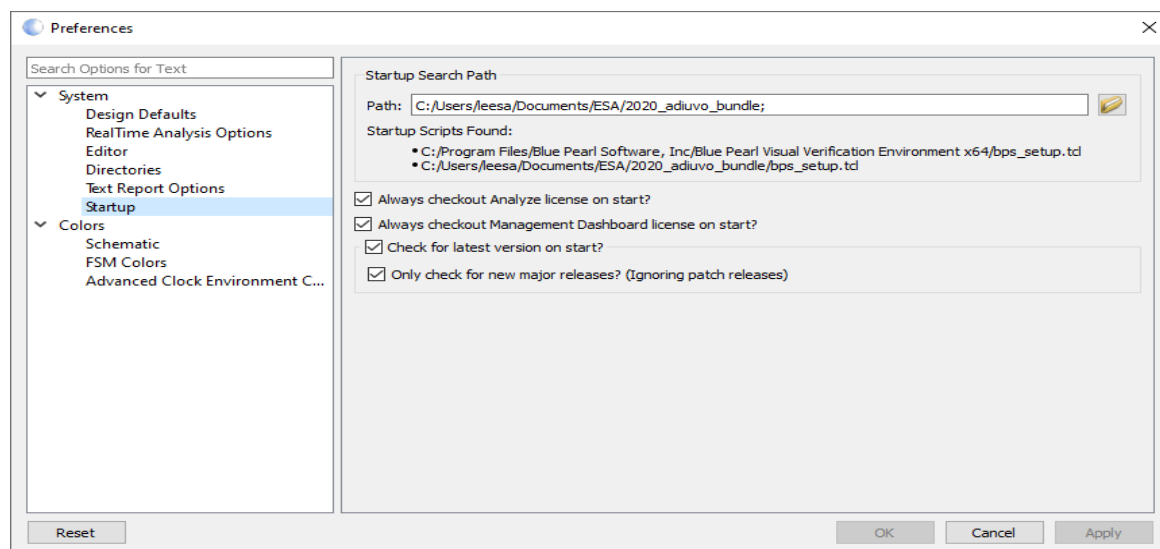 Preferences
Search Options for Text
System
Design Defaults
RealTime Analysis Options
Editor
Directories
Text Report Options
Startup
Colors
Schematic
FSM Colors
Advanced Clock Environment C...
Startup Search Path
Path: C:/Users/leesa/Documents/ESA/2020_adiuvo_bundle;
Startup Scripts Found:
•C:/Program Files/Blue Pearl Software, Inc/Blue Pearl Visual Verification Environment x64/bps_setup.tcl
•C:/Users/leesa/Documents/ESA/2020_adiuvo_bundle/bps_setup.tcl
Always checkout Analyze license on start?
Always checkout Management Dashboard license on start?
Check for latest version on start?
Only check for new major releases? (Ignoring patch releases)
Reset OK Cancel Apply